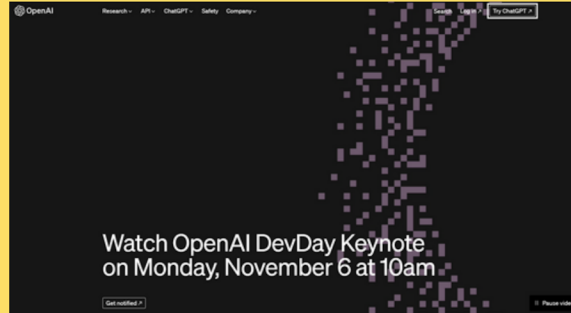 OpenAI Research API ChatGPT Safety Company Search Log in Try ChatGPT
Watch OpenAI DevDay Keynote
on Monday, November 6 at 10am
Get notified
Pause vide